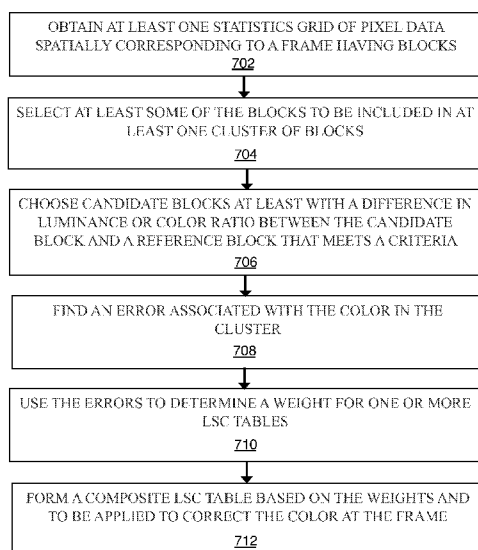 OBTAIN AT LEAST ONE STATISTICS GRID OF PIXEL DATA
SPATIALLY CORRESPONDING TO A FRAME HAVING BLOCKS
702
SELECT AT LEAST SOME OF THE BLOCKS TO BE INCLUDED IN AT
LEAST ONE CLUSTER OF BLOCKS
704
CHOOSE CANDIDATE BLOCKS AT LEAST WITH A DIFFERENCE IN
LUMINANCE OR COLOR RATIO BETWEEN THE CANDIDATE
BLOCK AND A REFERENCE BLOCK THAT MEETS A CRITERIA
706
FIND AN ERROR ASSOCIATED WITH THE COLOR IN THE
CLUSTER
708
USE THE ERRORS TO DETERMINE A WEIGHT FOR ONE OR MORE
LSC TABLES
710
FORM A COMPOSITE LSC TABLE BASED ON THE WEIGHTS AND
TO BE APPLIED TO CORRECT THE COLOR AT THE FRAME
712